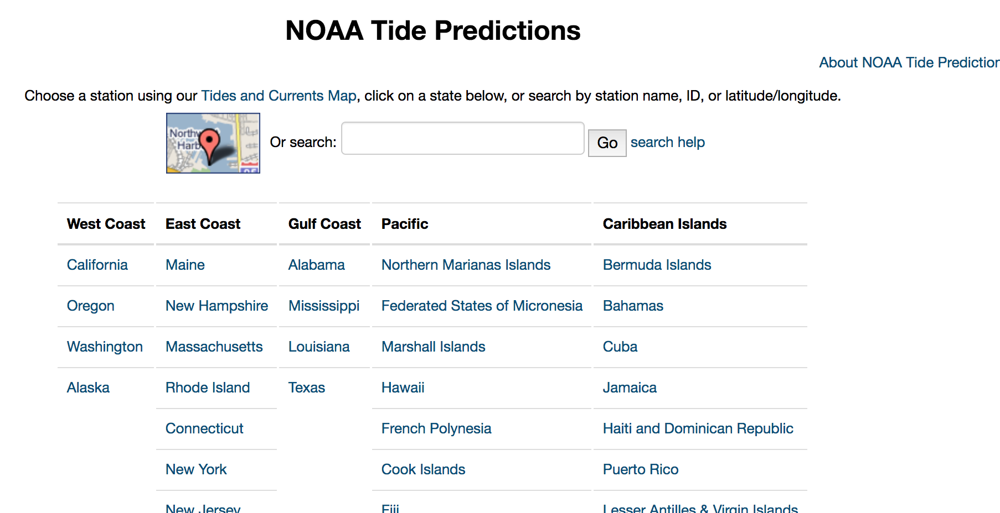 NOAA Tide Predictions
About NOAA Tide Prediction
Choose a station using our Tides and Currents Map, click on a state below, or search by station name, ID, or latitude/longitude.
Or search: Go search help
West Coast East Coast Gulf Coast Pacific Caribbean Islands
California Maine Alabama Northern Marianas Islands Bermuda Islands
Oregon New Hampshire Mississippi Federated States of Micronesia Bahamas
Washington Massachusetts Louisiana Marshall Islands Cuba
Alaska Rhode Island Texas Hawaii Jamaica
Connecticut French Polynesia Haiti and Dominican Republic
New York Cook Islands Puerto Rico
New Jersey Fiji Lesser Antilles & Virgin Islands